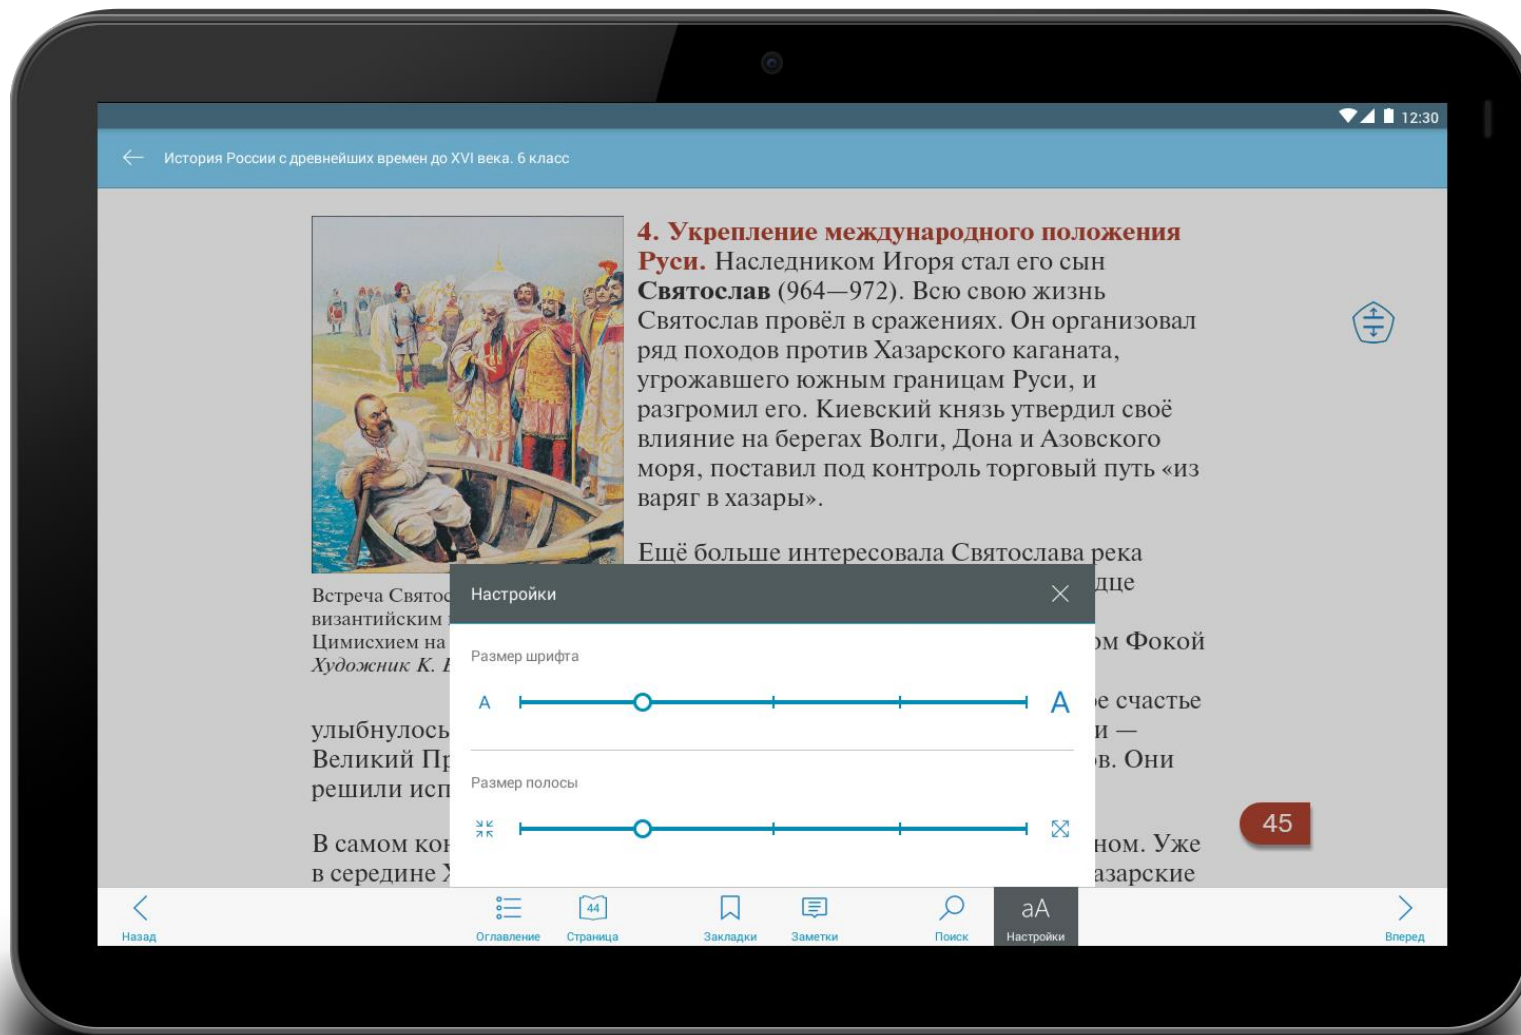 12:30
История России с древнейших времен до XVI века. 6 класс
4. Укрепление международного положения
Руси. Наследником Игоря стал его сын
Святослав (964—972). Всю свою жизнь
Святослав провёл в сражениях. Он организовал
ряд походов против Хазарского каганата,
угрожавшего южным границам Руси, и
разгромил его. Киевский князь утвердил своё
влияние на берегах Волги, Дона и Азовского
моря, поставил под контроль торговый путь «из
варяг в хазары».
Ещё больше интересовала Святослава река
Встреча
византийским
Цимисхием на
Художник К.
ом Фокой
счастье
улыбнулось
и —
Великий
Они
решили
45
В самом
ном. Уже
в середине
азарские
Настройки
Размер шрифта
A A
Размер полосы
Назад
Оглавление
44
Страница
Закладки
Заметки
Поиск
aA
Настройки
Вперед